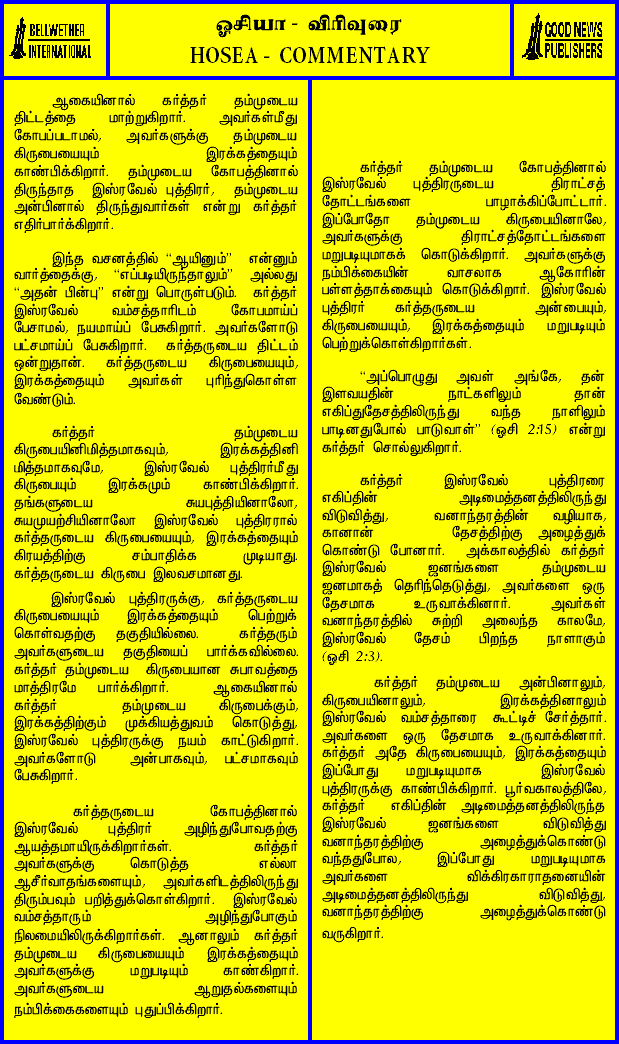 BELLWETHER
INTERNATIONAL
ஓசியா - விரிவுரை
HOSEA - COMMENTARY
GOOD NEWS
PUBLISHERS
ஆகையினால் கர்த்தர் தம்முடைய
திட்டத்தை மாற்றுகிறார். அவர்கள்மீது
கோபப்படாமல், அவர்களுக்கு தம்முடைய
கிருபையையும் இரக்கத்தையும்
காண்பிக்கிறார். தம்முடைய கோபத்தினால்
திருந்தாத இஸ்ரவேல் புத்திரர், தம்முடைய
அன்பினால் திருந்துவார்கள் என்று கர்த்தர்
எதிர்பார்க்கிறார்.
இந்த வசனத்தில் “ஆயினும்” என்னும்
வார்த்தைக்கு, “எப்படியிருந்தாலும்” அல்லது
“அதன் பின்பு” என்று பொருள்படும். கர்த்தர்
இஸ்ரவேல் வம்சத்தாரிடம் கோபமாய்ப்
பேசாமல், நயமாய்ப் பேசுகிறார். அவர்களோடு
பட்சமாய்ப் பேசுகிறார். கர்த்தருடைய திட்டம்
ஒன்றுதான். கர்த்தருடைய கிருபையையும்,
இரக்கத்தையும் அவர்கள் புரிந்துகொள்ள
வேண்டும்.
கர்த்தர் தம்முடைய
கிருபையினிமித்தமாகவும், இரக்கத்தினி
மித்தமாகவுமே, இஸ்ரவேல் புத்திரர்மீது
கிருபையும் இரக்கமும் காண்பிக்கிறார்.
தங்களுடைய சுயபுத்தியினாலோ,
சுயமுயற்சியினாலோ இஸ்ரவேல் புத்திரரால்
கர்த்தருடைய கிருபையையும், இரக்கத்தையும்
கிரயத்திற்கு சம்பாதிக்க முடியாது.
கர்த்தருடைய கிருபை இலவசமானது.
இஸ்ரவேல் புத்திரருக்கு, கர்த்தருடைய
கிருபையையும் இரக்கத்தையும் பெற்றுக்
கொள்வதற்கு தகுதியில்லை. கர்த்தரும்
அவர்களுடைய தகுதியைப் பார்க்கவில்லை.
கர்த்தர் தம்முடைய கிருபையான சுபாவத்தை
மாத்திரமே பார்க்கிறார். ஆகையினால்
கர்த்தர் தம்முடைய கிருபைக்கும்,
இரக்கத்திற்கும் முக்கியத்துவம் கொடுத்து,
இஸ்ரவேல் புத்திரருக்கு நயம் காட்டுகிறார்.
அவர்களோடு அன்பாகவும், பட்சமாகவும்
பேசுகிறார்.
கர்த்தருடைய கோபத்தினால்
இஸ்ரவேல் புத்திரர் அழிந்துபோவதற்கு
ஆயத்தமாயிருக்கிறார்கள். கர்த்தர்
அவர்களுக்கு கொடுத்த எல்லா
ஆசீர்வாதங்களையும், அவர்களிடத்திலிருந்து
திரும்பவும் பறித்துக்கொள்கிறார். இஸ்ரவேல்
வம்சத்தாரும் அழிந்துபோகும்
நிலமையிலிருக்கிறார்கள். ஆனாலும் கர்த்தர்
தம்முடைய கிருபையையும் இரக்கத்தையும்
அவர்களுக்கு மறுபடியும் காண்கிறார்.
அவர்களுடைய ஆறுதல்களையும்
நம்பிக்கைகளையும் புதுப்பிக்கிறார்.
கர்த்தர் தம்முடைய கோபத்தினால்
இஸ்ரவேல் புத்திரருடைய திராட்சத்
தோட்டங்களை பாழாக்கிப்போட்டார்.
இப்போதோ தம்முடைய கிருபையினாலே,
அவர்களுக்கு திராட்சத்தோட்டங்களை
மறுபடியுமாகக் கொடுக்கிறார். அவர்களுக்கு
நம்பிக்கையின் வாசலாக ஆகோரின்
பள்ளத்தாக்கையும் கொடுக்கிறார். இஸ்ரவேல்
புத்திரர் கர்த்தருடைய அன்பையும்,
கிருபையையும், இரக்கத்தையும் மறுபடியும்
பெற்றுக்கொள்கிறார்கள்.
“அப்பொழுது அவள் அங்கே, தன்
இளவயதின் நாட்களிலும் தான்
எகிப்துதேசத்திலிருந்து வந்த நாளிலும்
பாடினதுபோல் பாடுவாள்” (ஓசி 2:15) என்று
கர்த்தர் சொல்லுகிறார்.
கர்த்தர் இஸ்ரவேல் புத்திரரை
எகிப்தின் அடிமைத்தனத்திலிருந்து
விடுவித்து, வனாந்தரத்தின் வழியாக,
கானான் தேசத்திற்கு அழைத்துக்
கொண்டு போனார். அக்காலத்தில் கர்த்தர்
இஸ்ரவேல் ஜனங்களை தம்முடைய
ஜனமாகத் தெரிந்தெடுத்து, அவர்களை ஒரு
தேசமாக உருவாக்கினார். அவர்கள்
வனாந்தரத்தில் சுற்றி அலைந்த காலமே,
இஸ்ரவேல் தேசம் பிறந்த நாளாகும்
(ஓசி 2:3).
கர்த்தர் தம்முடைய அன்பினாலும்,
கிருபையினாலும், இரக்கத்தினாலும்
இஸ்ரவேல் வம்சத்தாரை கூட்டிச் சேர்த்தார்.
அவர்களை ஒரு தேசமாக உருவாக்கினார்.
கர்த்தர் அதே கிருபையையும், இரக்கத்தையும்
இப்போது மறுபடியுமாக இஸ்ரவேல்
புத்திரருக்கு காண்பிக்கிறார். பூர்வகாலத்திலே,
கர்த்தர் எகிப்தின் அடிமைத்தனத்திலிருந்த
இஸ்ரவேல் ஜனங்களை விடுவித்து
வனாந்தரத்திற்கு அழைத்துக்கொண்டு
வந்ததுபோல, இப்போது மறுபடியுமாக
அவர்களை விக்கிரகாராதனையின்
அடிமைத்தனத்திலிருந்து விடுவித்து,
வனாந்தரத்திற்கு அழைத்துக்கொண்டு
வருகிறார்.